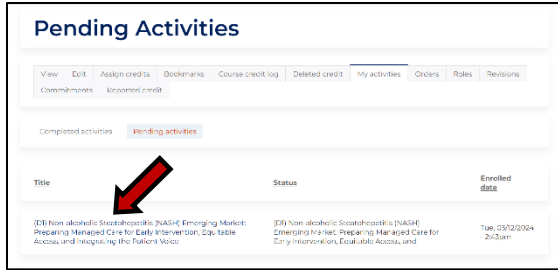 Pending Activities
View Edit Assign credits Bookmarks Course credit log Deleted credit My activities Orders Roles Revisions
Commitments Reported credit
Completed activities Pending activities
Title Status Enrolled
date
(D1) Non-alcoholic Steatohepatitis (NASH) Emerging Market:
Preparing Managed Care for Early Intervention, Equitable
Access, and Integrating the Patient Voice
(D1) Non-alcoholic Steatohepatitis (NASH)
Emerging Market: Preparing Managed Care for
Early Intervention, Equitable Access, and
Tue, 03/12/2024
- 2:43pm